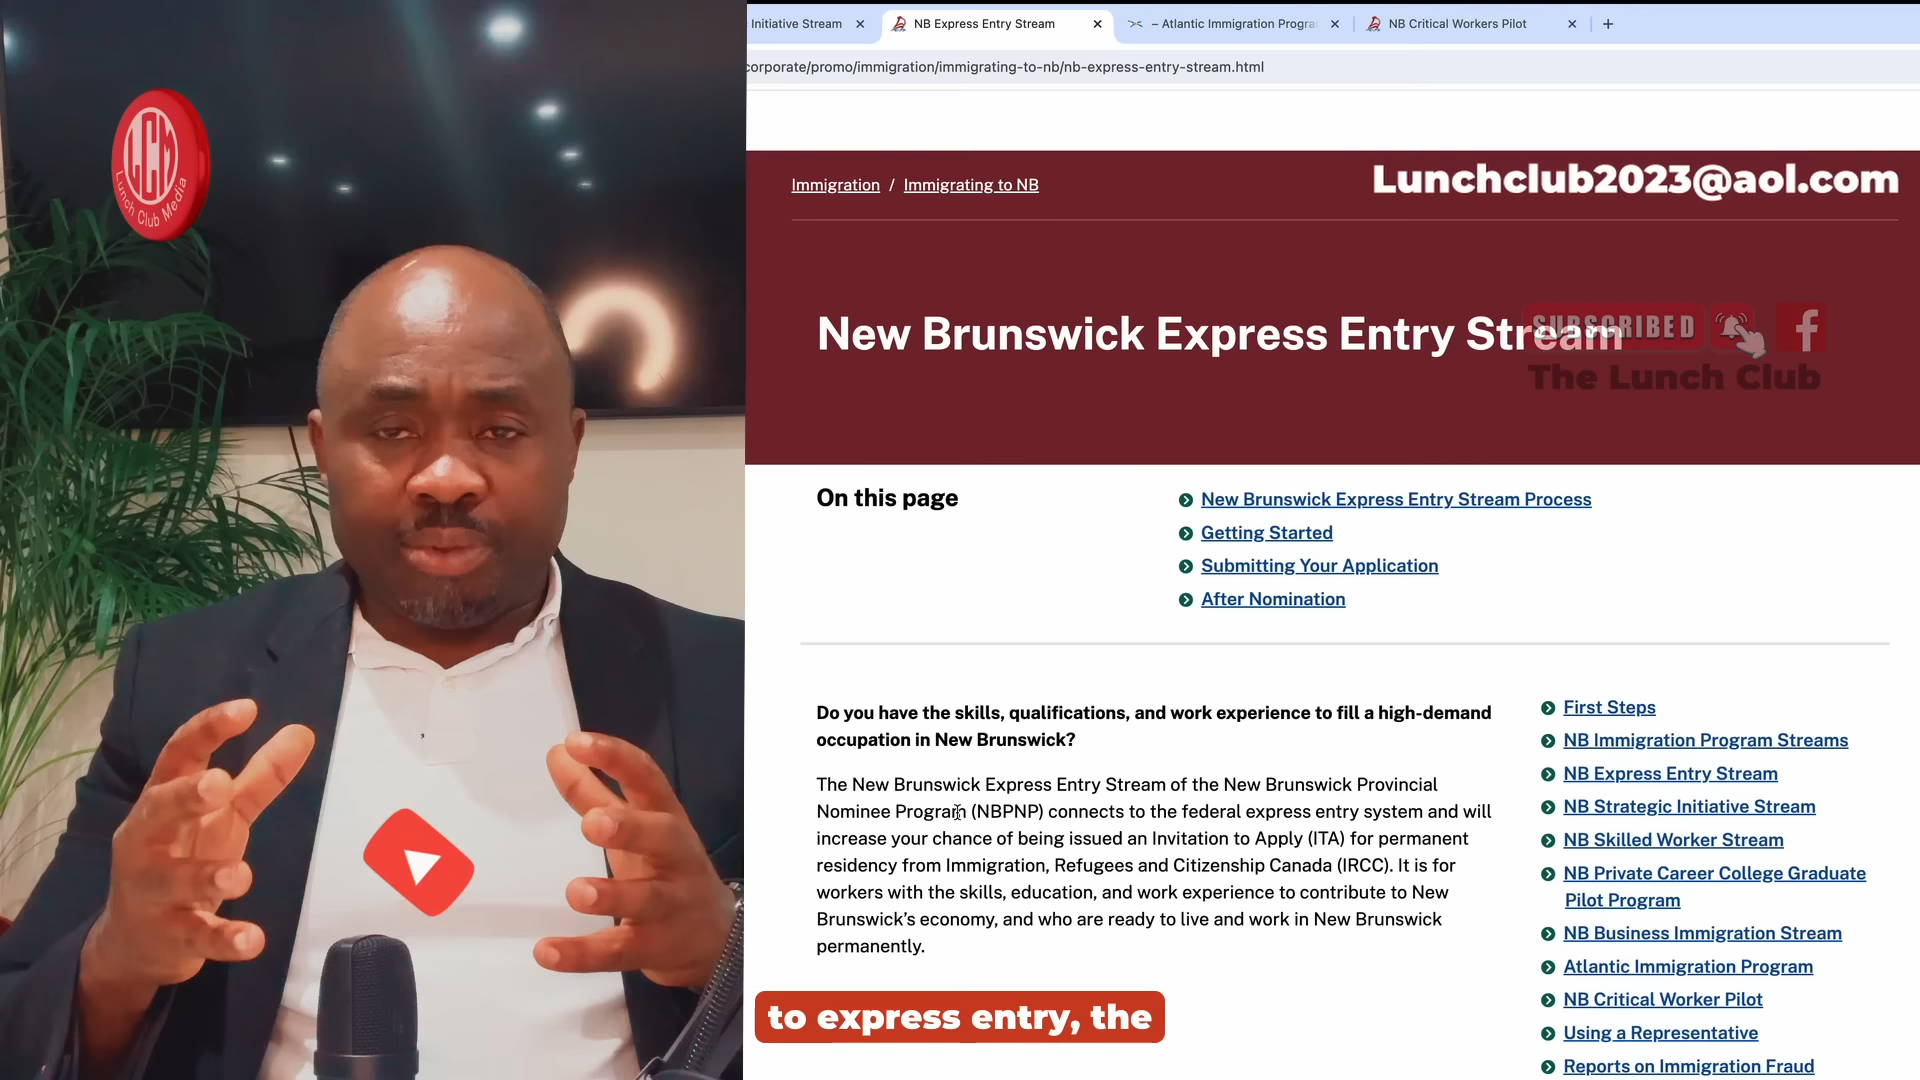 Initiative Stream
NB Express Entry Stream
– Atlantic Immigration Progra
NB Critical Workers Pilot
corporate/promo/immigration/immigrating-to-nb/nb-express-entry-stream.html
LCM
Lunch Club Media
Immigration / Immigrating to NB
Lunchclub2023@aol.com
New Brunswick Express Entry Stream
SUBSCRIBED
The Lunch Club
On this page
New Brunswick Express Entry Stream Process
Getting Started
Submitting Your Application
After Nomination
Do you have the skills, qualifications, and work experience to fill a high-demand
occupation in New Brunswick?
The New Brunswick Express Entry Stream of the New Brunswick Provincial
Nominee Program (NBPNP) connects to the federal express entry system and will
increase your chance of being issued an Invitation to Apply (ITA) for permanent
residency from Immigration, Refugees and Citizenship Canada (IRCC). It is for
workers with the skills, education, and work experience to contribute to New
Brunswick's economy, and who are ready to live and work in New Brunswick
permanently.
First Steps
NB Immigration Program Streams
NB Express Entry Stream
NB Strategic Initiative Stream
NB Skilled Worker Stream
NB Private Career College Graduate
Pilot Program
NB Business Immigration Stream
Atlantic Immigration Program
NB Critical Worker Pilot
Using a Representative
Reports on Immigration Fraud
to express entry, the